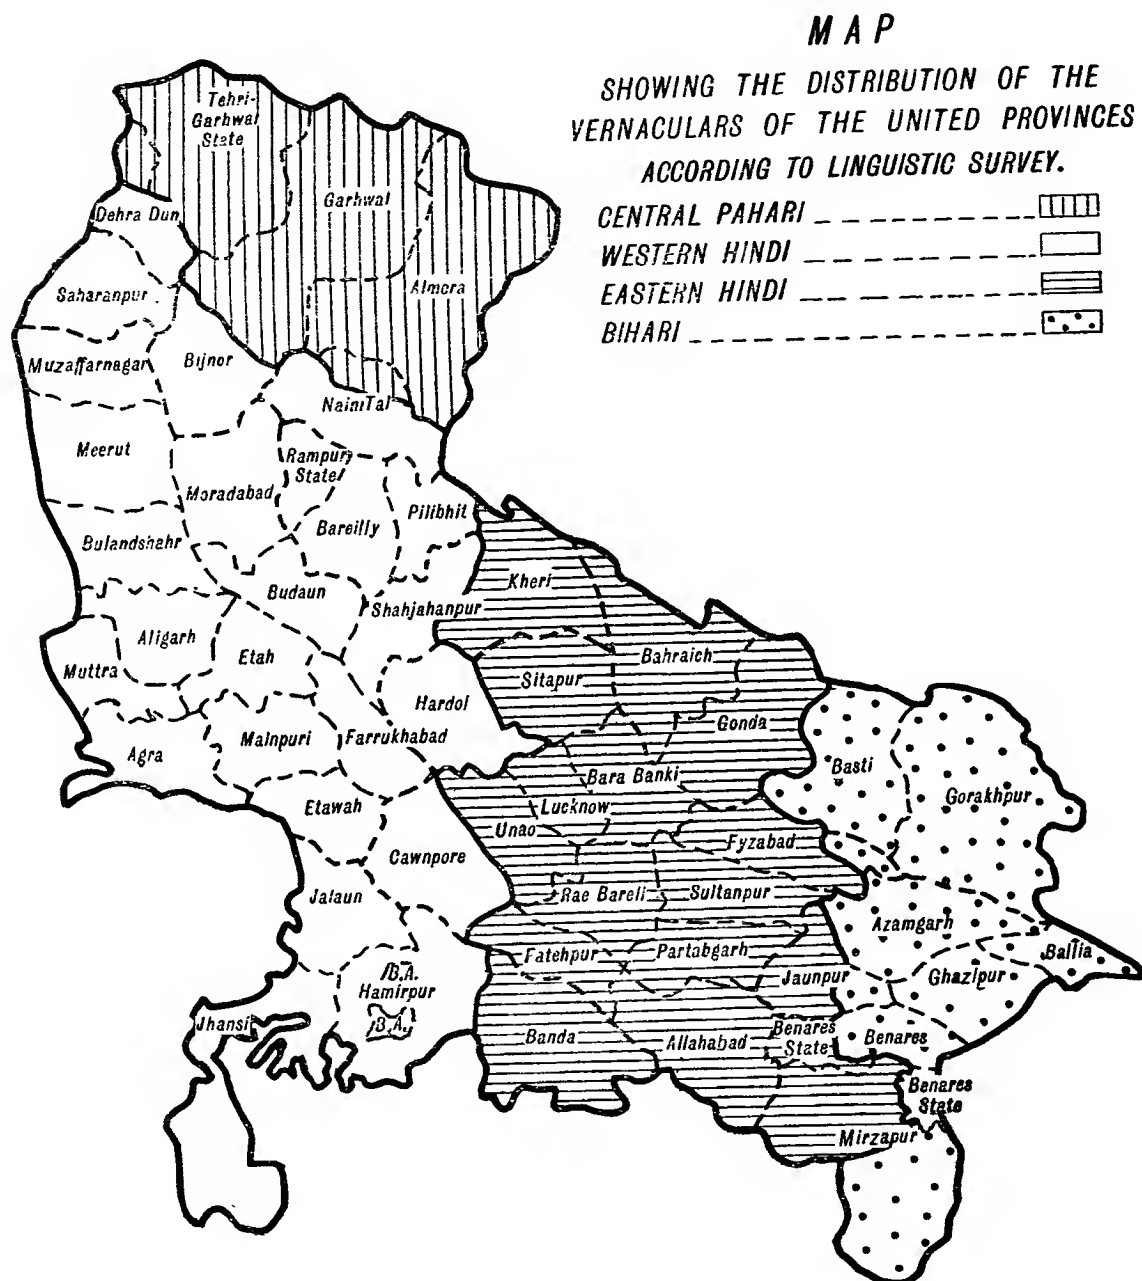 MAP
SHOWING THE DISTRIBUTION OF THE
VERNACULARS OF THE UNITED PROVINCES
ACCORDING TO LINGUISTIC SURVEY.
CENTRAL PAHARI
WESTERN HINDI
EASTERN HINDI
BIHARI
Tehri-
Garhwal
State
Garhwal
Dehra Dun
Almora
Saharanpur
Muzaffarnagar
Bijnor
Naini Tal
Meerut
Rampur
State
Moradabad
Pilibhit
Bareilly
Bulandshahr
Kheri
Budaun
Shahjahanpur
Aligarh
Etah
Muttra
Bahraich
Sitapur
Hardoi
Gonda
Mainpuri
Farrukhabad
Agra
Basti
Bara Banki
Gorakhpur
Lucknow
Etawah
Unao
Fyzabad
Cawnpore
Jalaun
Rae Bareli
Sultanpur
Azamgarh
Ballia
Fatehpur
Partabgarh
Jaunpur
Ghazipur
B.A.
Hamirpur
B.A.
Jhansi
Banda
Allahabad
Benares
State
Benares
Benares
State
Mirzapur